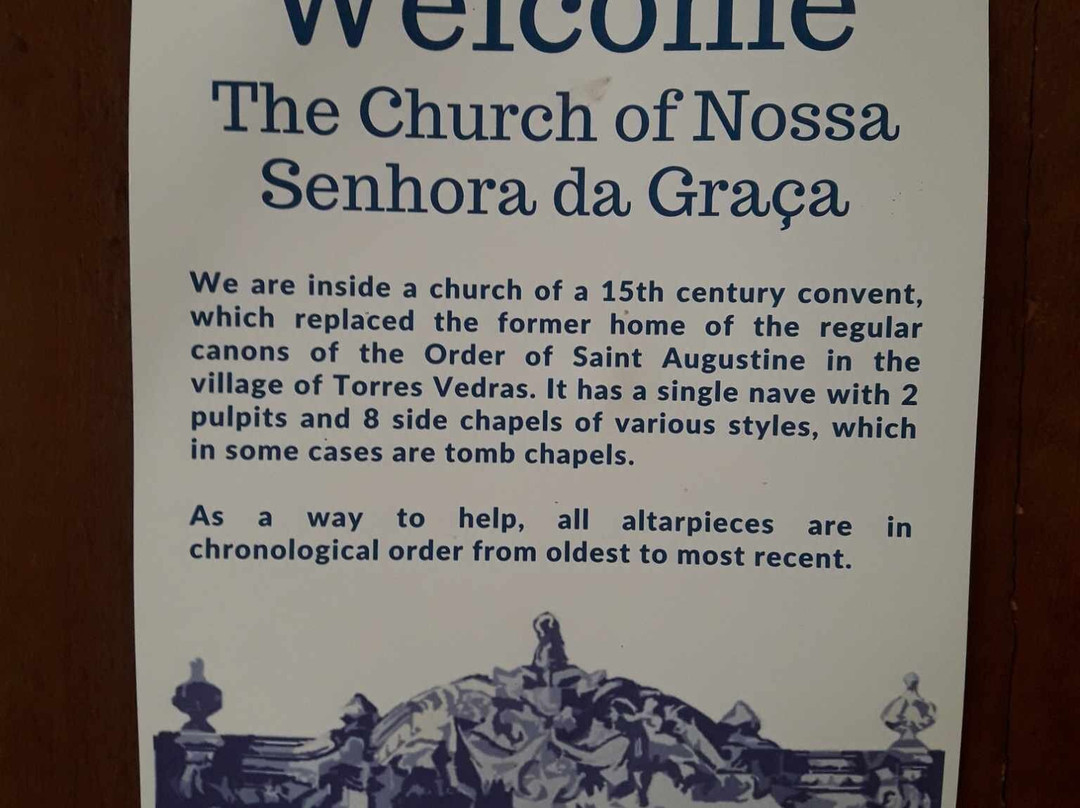 Welcome
The Church of Nossa
Senhora da Graça
We are inside a church of a 15th century convent,
which replaced the former home of the regular
canons of the Order of Saint Augustine in the
village of Torres Vedras. It has a single nave with 2
pulpits and 8 side chapels of various styles, which
in some cases are tomb chapels.
As a way to help, all altarpieces are in
chronological order from oldest to most recent.